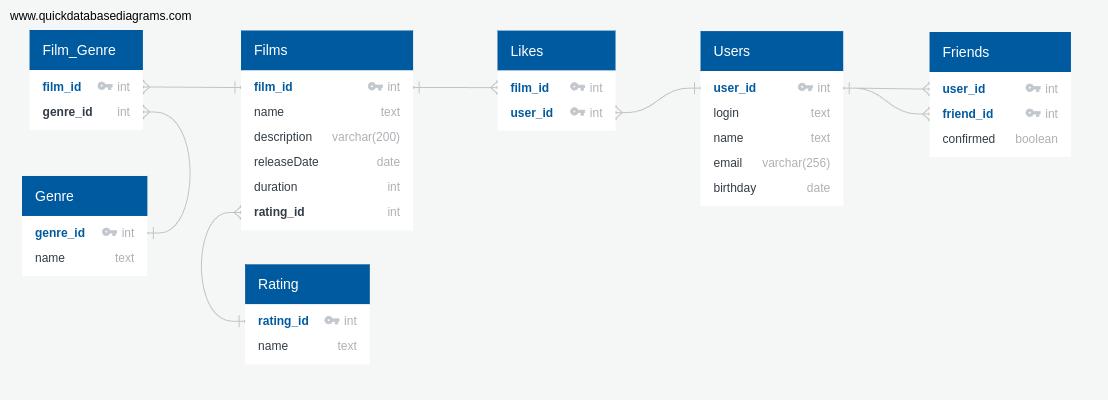 www.quickdatabasediagrams.com
Film_Genre
film_id int
genre_id int
Films
film_id int
name text
description varchar(200)
releaseDate date
duration int
rating_id int
Likes
film_id int
user_id int
Users
user_id int
login text
name text
email varchar(256)
birthday date
Friends
user_id int
friend_id int
confirmed boolean
Genre
genre_id int
name text
Rating
rating_id int
name text